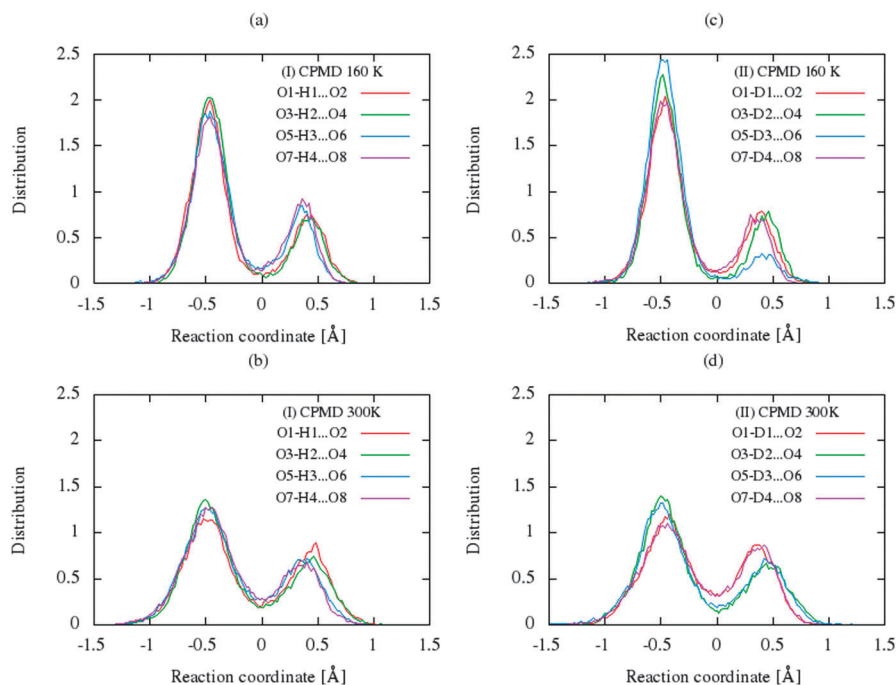 (a)
Distribution
2.5
2
1.5
1
0.5
0
(I) CPMD 160 K
O1-H1...O2
O3-H2...O4
O5-H3...O6
O7-H4...O8
-1.5 -1 -0.5 0 0.5 1 1.5
Reaction coordinate [Å]
(c)
Distribution
2.5
2
1.5
1
0.5
0
(II) CPMD 160 K
O1-D1...O2
O3-D2...O4
O5-D3...O6
O7-D4...O8
-1.5 -1 -0.5 0 0.5 1 1.5
Reaction coordinate [Å]
(b)
Distribution
2.5
2
1.5
1
0.5
0
(I) CPMD 300K
O1-H1...O2
O3-H2...O4
O5-H3...O6
O7-H4...O8
-1.5 -1 -0.5 0 0.5 1 1.5
Reaction coordinate [Å]
(d)
Distribution
2.5
2
1.5
1
0.5
0
(II) CPMD 300K
O1-D1...O2
O3-D2...O4
O5-D3...O6
O7-D4...O8
-1.5 -1 -0.5 0 0.5 1 1.5
Reaction coordinate [Å]